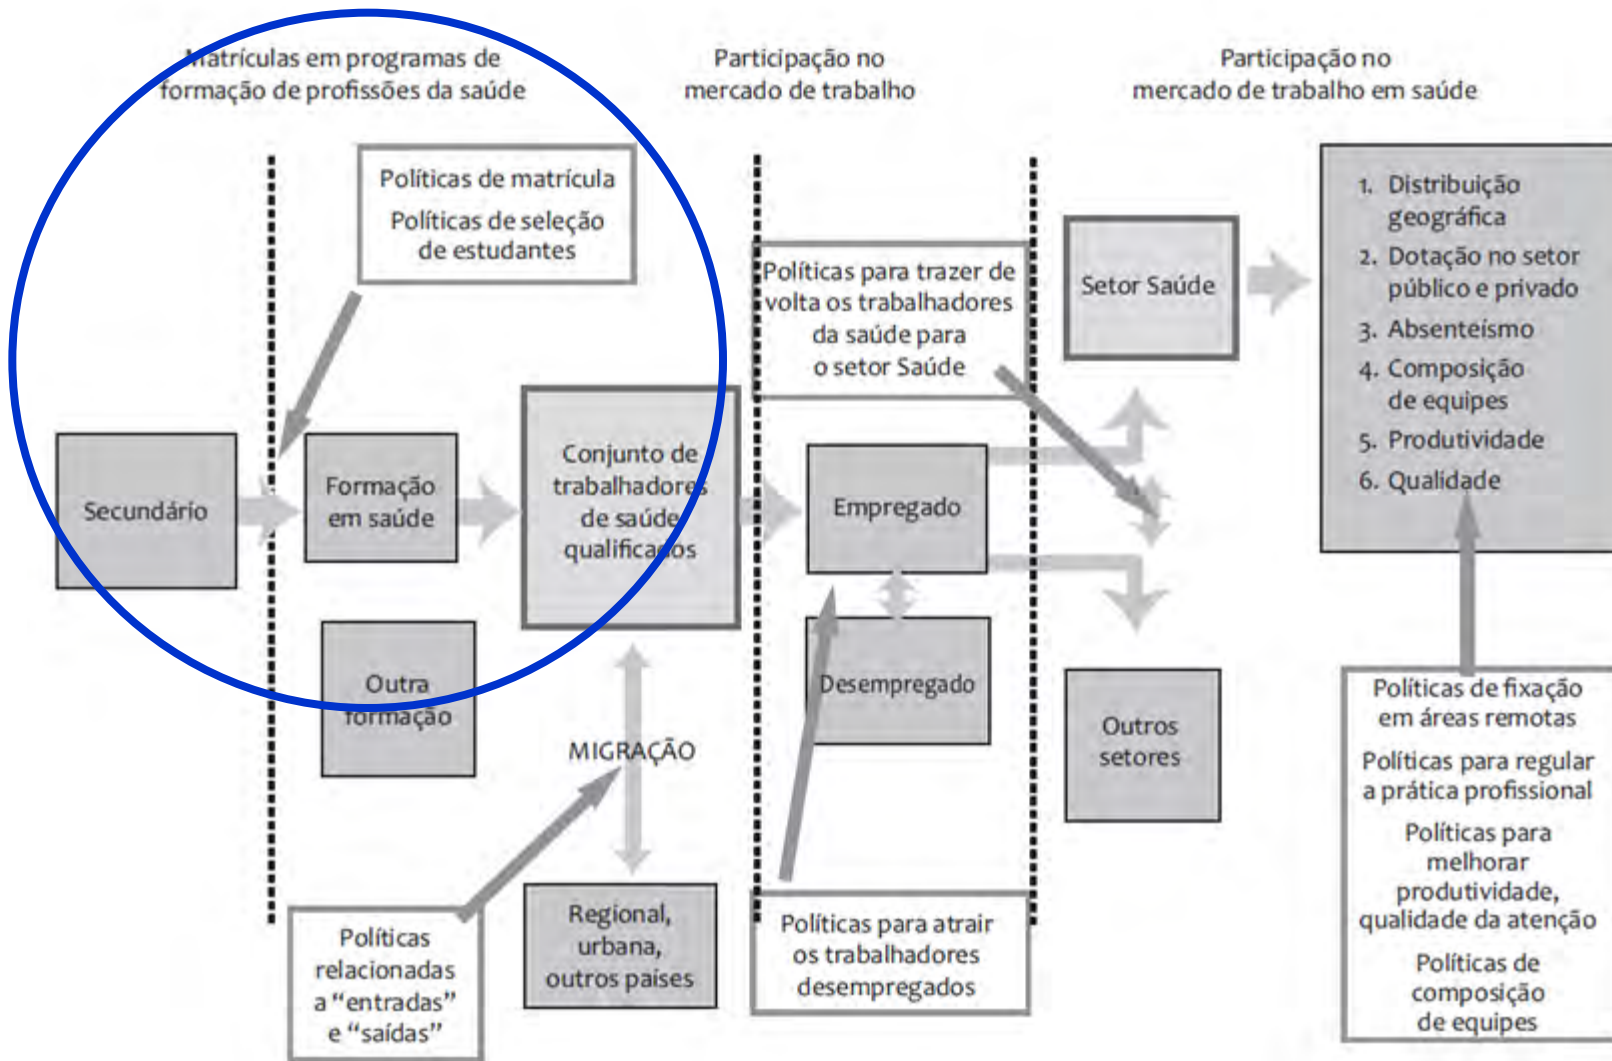 Matrículas em programas de
formação de profissões da saúde
Participação no
mercado de trabalho
Participação no
mercado de trabalho em saúde
Políticas de matrícula
Políticas de seleção
de estudantes
Políticas para trazer de
volta os trabalhadores
da saúde para
o setor Saúde
Setor Saúde
1. Distribuição
geográfica
2. Dotação no setor
público e privado
3. Absenteísmo
4. Composição
de equipes
5. Produtividade
6. Qualidade
Secundário
Formação
em saúde
Conjunto de
trabalhadores
de saúde
qualificados
Empregado
Outra
formação
Desempregado
Outros
setores
MIGRAÇÃO
Políticas
relacionadas
a “entradas”
e “saídas”
Regional,
urbana,
outros países
Políticas para atrair
os trabalhadores
desempregados
Políticas de fixação
em áreas remotas
Políticas para regular
a prática profissional
Políticas para
melhorar
produtividade,
qualidade da atenção
Políticas de
composição
de equipes